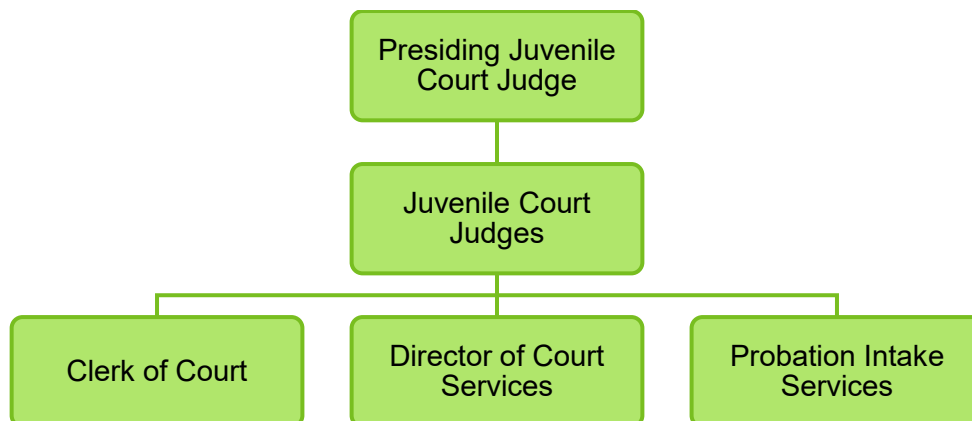 Presiding Juvenile
Court Judge
Juvenile Court
Judges
Clerk of Court
Director of Court
Services
Probation Intake
Services